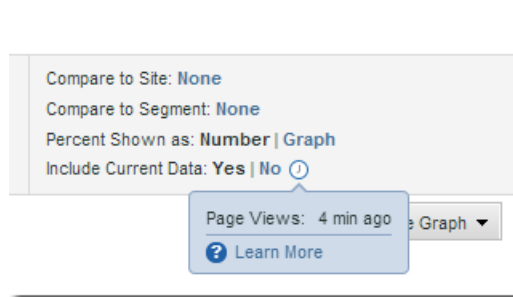 Compare to Site: None
Compare to Segment: None
Percent Shown as: Number | Graph
Include Current Data: Yes | No
Page Views: 4 min ago
Graph
Learn More